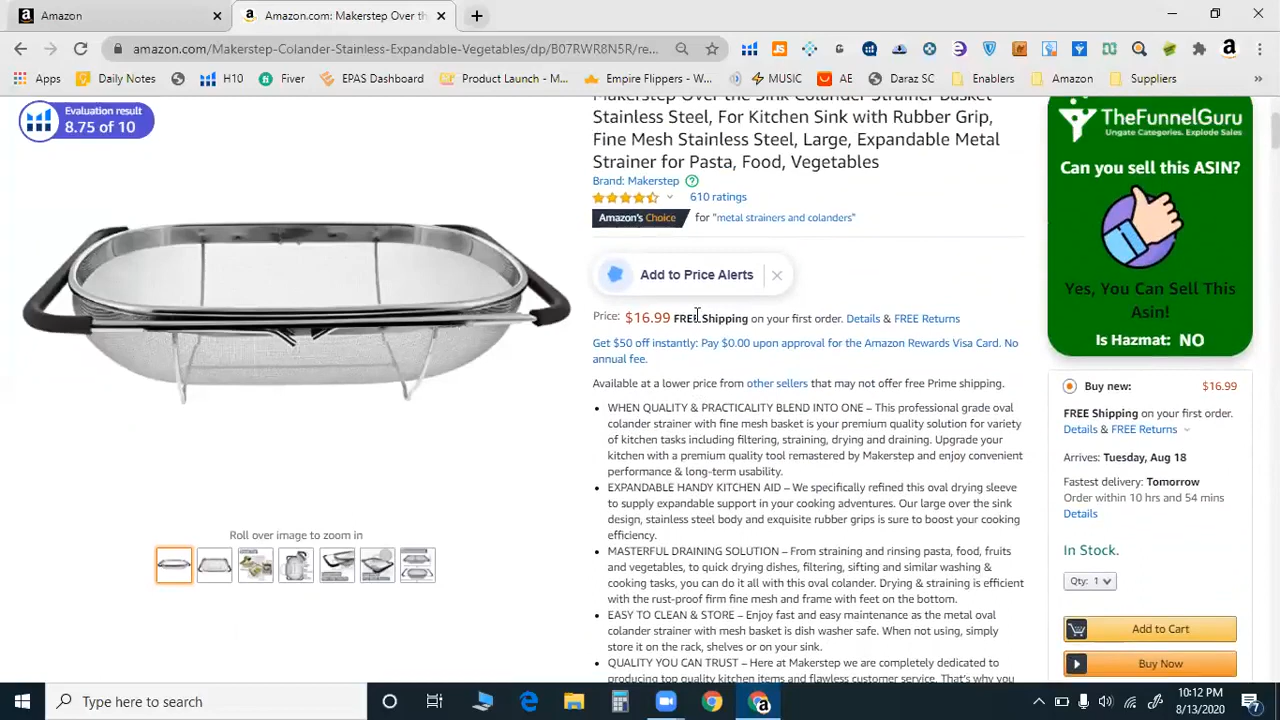 Amazon
Amazon.com: Makerstep Over th
amazon.com/Makerstep-Colander-Stainless-Expandable-Vegetables/dp/B07RWR8N5R/re...
Apps
Daily Notes
H10
Fiver
EPAS Dashboard
Product Launch - M...
Empire Flippers - W...
MUSIC
AE
Daraz SC
Enablers
Amazon
Suppliers
»
Evaluation result
8.75 of 10
Makerstep Over the Sink Colander Strainer Basket
Stainless Steel, For Kitchen Sink with Rubber Grip,
Fine Mesh Stainless Steel, Large, Expandable Metal
Strainer for Pasta, Food, Vegetables
Brand: Makerstep
610 ratings
Amazon's Choice for "metal strainers and colanders"
Add to Price Alerts
Price: $16.99 FREE Shipping on your first order. Details & FREE Returns
Get $50 off instantly: Pay $0.00 upon approval for the Amazon Rewards Visa Card. No
annual fee.
Available at a lower price from other sellers that may not offer free Prime shipping.
• WHEN QUALITY & PRACTICALITY BLEND INTO ONE – This professional grade oval
colander strainer with fine mesh basket is your premium quality solution for variety
of kitchen tasks including filtering, straining, drying and draining. Upgrade your
kitchen with a premium quality tool remastered by Makerstep and enjoy convenient
performance & long-term usability.
• EXPANDABLE HANDY KITCHEN AID – We specifically refined this oval drying sleeve
to supply expandable support in your cooking adventures. Our large over the sink
design, stainless steel body and exquisite rubber grips is sure to boost your cooking
efficiency.
• MASTERFUL DRAINING SOLUTION – From straining and rinsing pasta, food, fruits
and vegetables, to quick drying dishes, filtering, sifting and similar washing &
cooking tasks, you can do it all with this oval colander. Drying & straining is efficient
with the rust-proof firm fine mesh and frame with feet on the bottom.
• EASY TO CLEAN & STORE – Enjoy fast and easy maintenance as the metal oval
colander strainer with mesh basket is dish washer safe. When not using, simply
store it on the rack, shelves or on your sink.
• QUALITY YOU CAN TRUST – Here at Makerstep we are completely dedicated to
producing top quality kitchen items and flawless customer service. That's why you
Roll over image to zoom in
TheFunnelGuru
Ungate Categories. Explode Sales
Can you sell this ASIN?
Yes, You Can Sell This
Asin!
Is Hazmat: NO
Buy new: $16.99
FREE Shipping on your first order.
Details & FREE Returns
Arrives: Tuesday, Aug 18
Fastest delivery: Tomorrow
Order within 10 hrs and 54 mins
Details
In Stock.
Qty: 1
Add to Cart
Buy Now
Type here to search
10:12 PM
8/13/2020